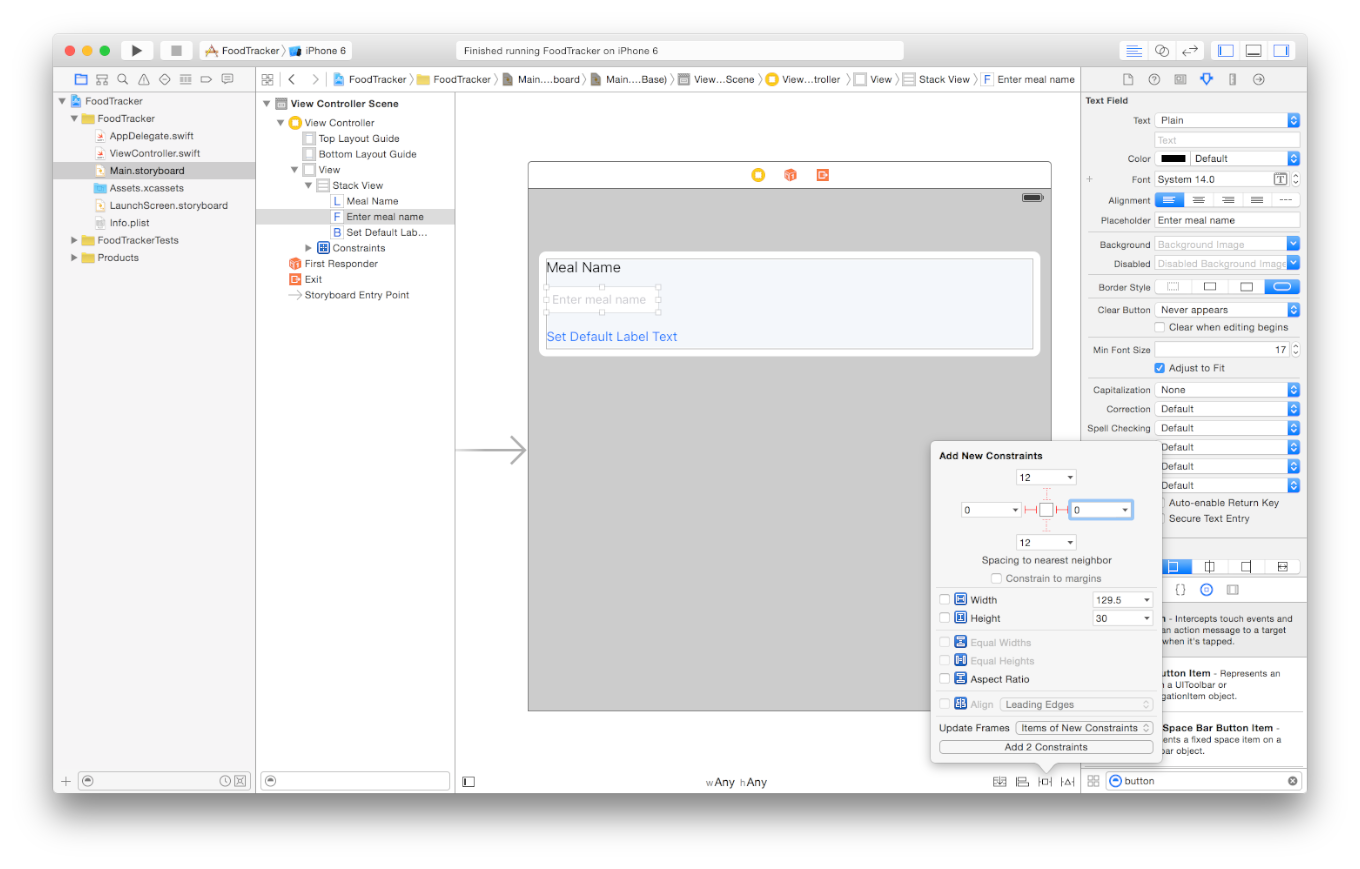 FoodTracker iPhone 6
Finished running FoodTracker on iPhone 6
FoodTracker FoodTracker Main....board Main....Base) View...Scene View...troller View Stack View F Enter meal name
FoodTracker
FoodTracker
AppDelegate.swift
ViewController.swift
Main.storyboard
Assets.xcassets
LaunchScreen.storyboard
Info.plist
FoodTrackerTests
Products
View Controller Scene
View Controller
Top Layout Guide
Bottom Layout Guide
View
Stack View
L Meal Name
F Enter meal name
B Set Default Lab...
Constraints
First Responder
Exit
Storyboard Entry Point
Meal Name
Enter meal name
Set Default Label Text
wAny hAny
Text Field
Text Plain
Text
Color Default
Font System 14.0
Alignment
Placeholder Enter meal name
Background Background Image
Disabled Disabled Background Image
Border Style
Clear Button Never appears
Clear when editing begins
Min Font Size 17
Adjust to Fit
Capitalization None
Correction Default
Spell Checking Default
Default
Default
Default
Auto-enable Return Key
Secure Text Entry
Add New Constraints
12
0 0
12
Spacing to nearest neighbor
Constrain to margins
Width 129.5
Height 30
Equal Widths
Equal Heights
Aspect Ratio
Align Leading Edges
Update Frames Items of New Constraints
Add 2 Constraints
{}
- Intercepts touch events and
an action message to a target
when it's tapped.
utton Item - Represents an
a UIToolbar or
gationItem object.
Space Bar Button Item -
ents a fixed space item on a
bar object.
button